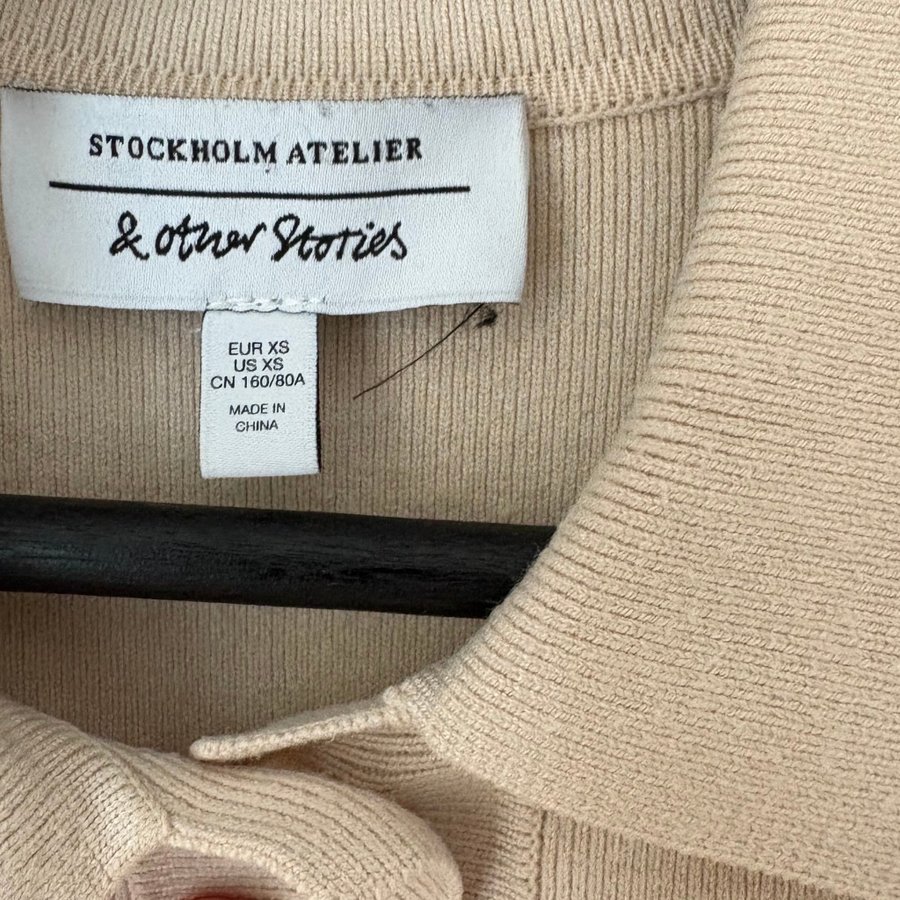 STOCKHOLM ATELIER
& Other Stories
EUR XS
US XS
CN 160/80A
MADE IN
CHINA